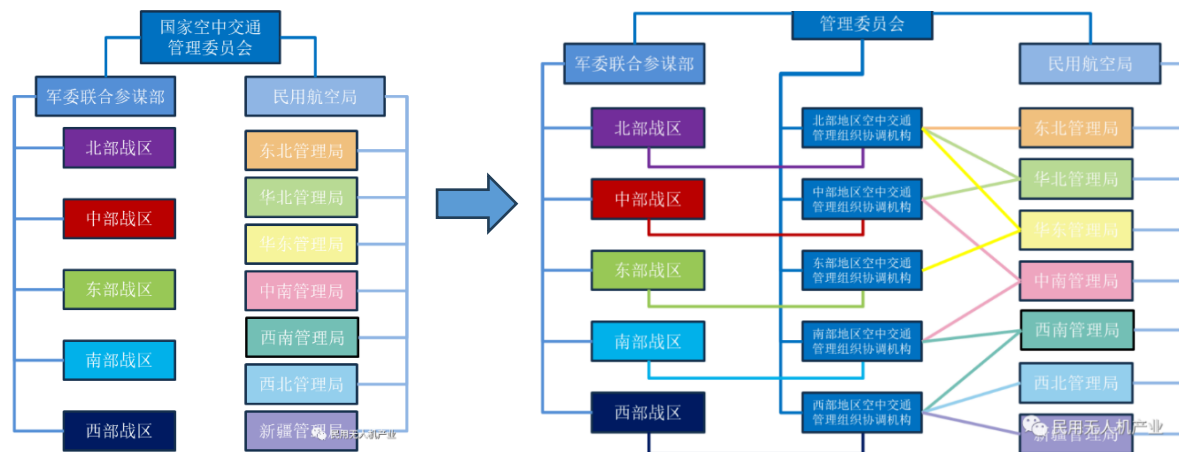 国家空中交通
管理委员会
军委联合参谋部
民用航空局
北部战区
中部战区
东部战区
南部战区
西部战区
东北管理局
华北管理局
华东管理局
中南管理局
西南管理局
西北管理局
新疆管理局
民用无人机产业
管理委员会
军委联合参谋部
民用航空局
北部战区
中部战区
东部战区
南部战区
西部战区
北部地区空中交通
管理组织协调机构
中部地区空中交通
管理组织协调机构
东部地区空中交通
管理组织协调机构
南部地区空中交通
管理组织协调机构
西部地区空中交通
管理组织协调机构
东北管理局
华北管理局
华东管理局
中南管理局
西南管理局
西北管理局
新疆管理局
民用无人机产业